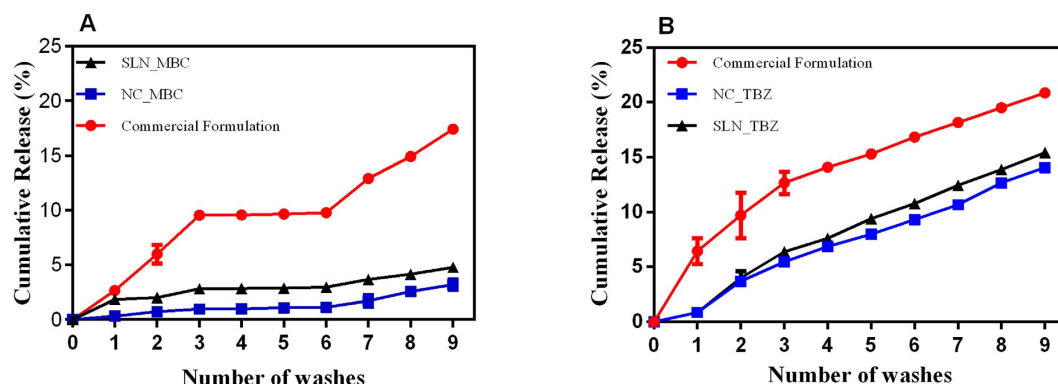 A
25
20
15
10
5
0
Cumulative Release (%)
SLN_MBC
NC_MBC
Commercial Formulation
0 1 2 3 4 5 6 7 8 9
Number of washes
B
25
20
15
10
5
0
Cumulative Release (%)
Commercial Formulation
NC_TBZ
SLN_TBZ
0 1 2 3 4 5 6 7 8 9
Number of washes